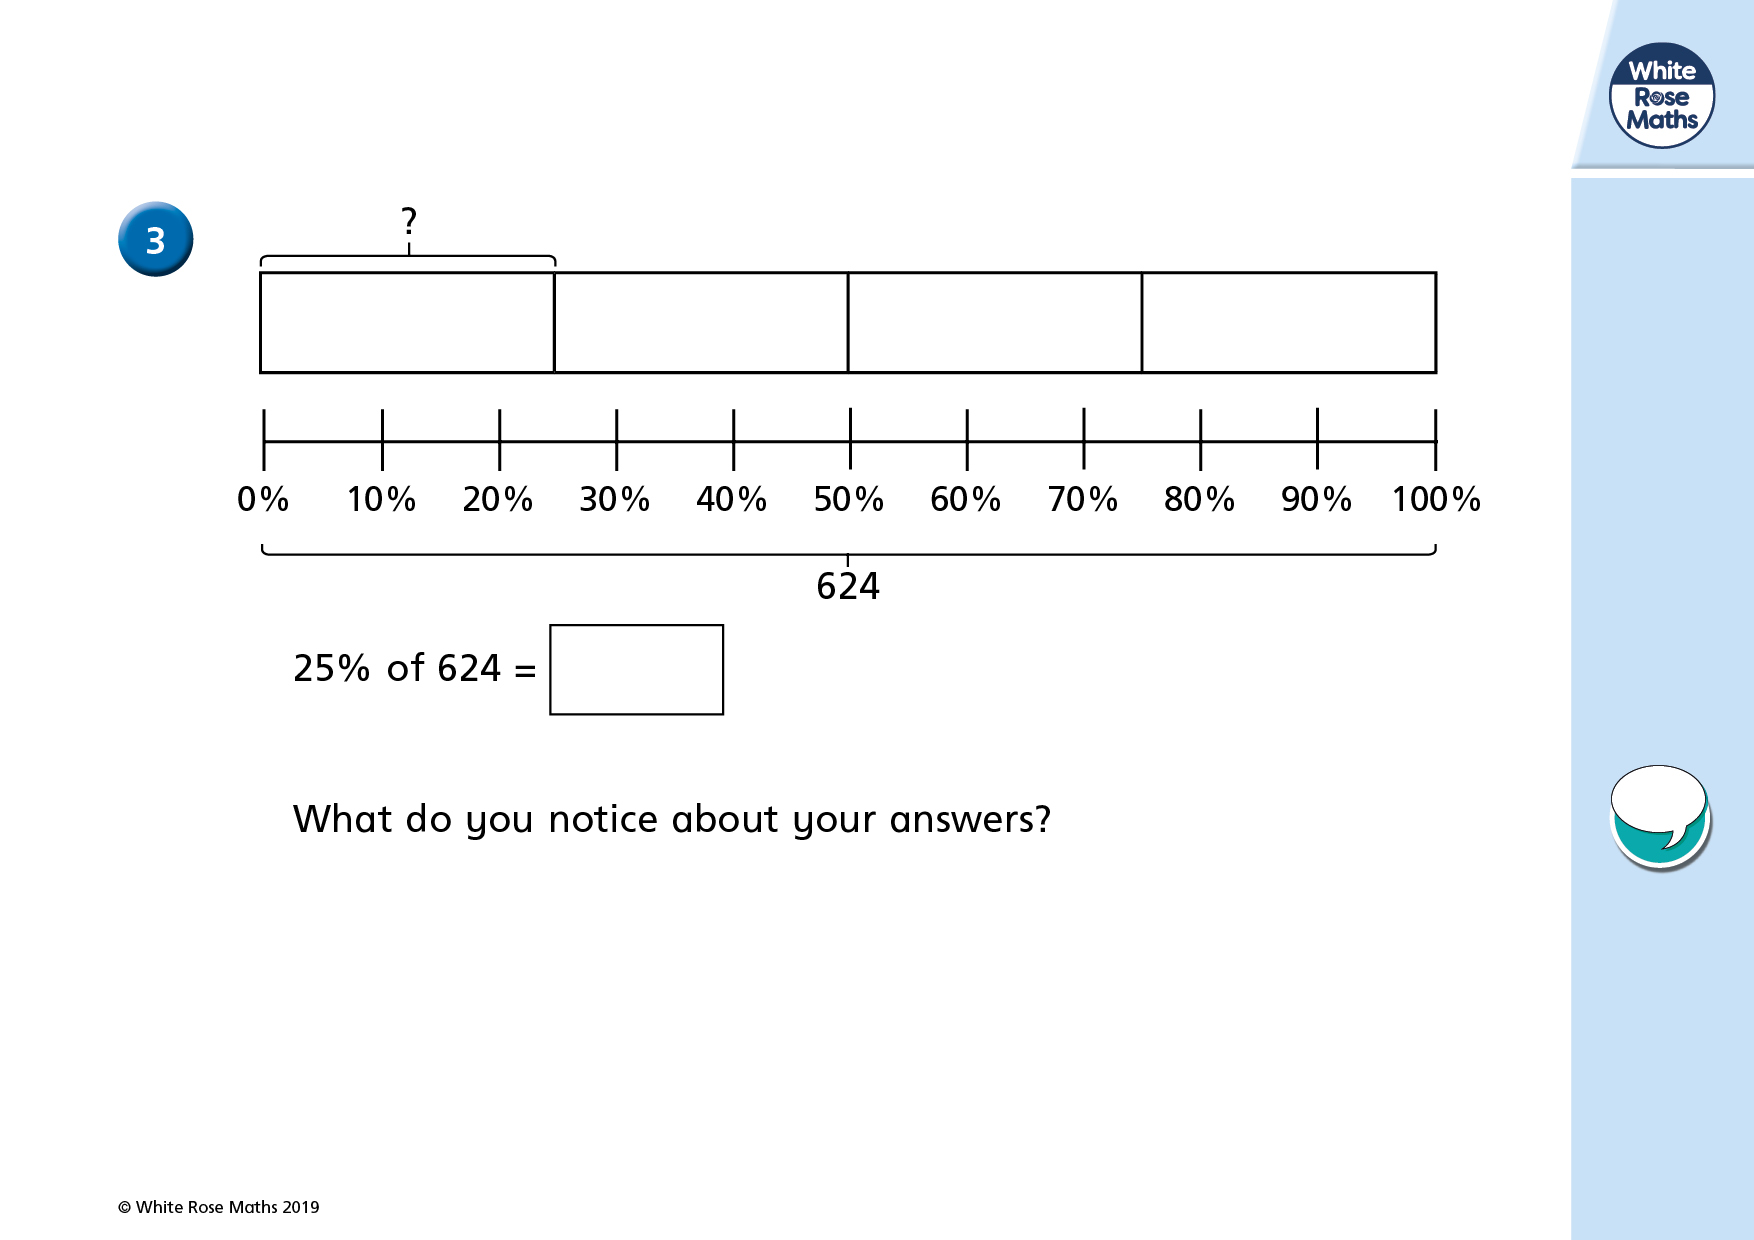 White
Rose
Maths
3
?
0% 10% 20% 30% 40% 50% 60% 70% 80% 90% 100%
624
25% of 624 =
What do you notice about your answers?
© White Rose Maths 2019